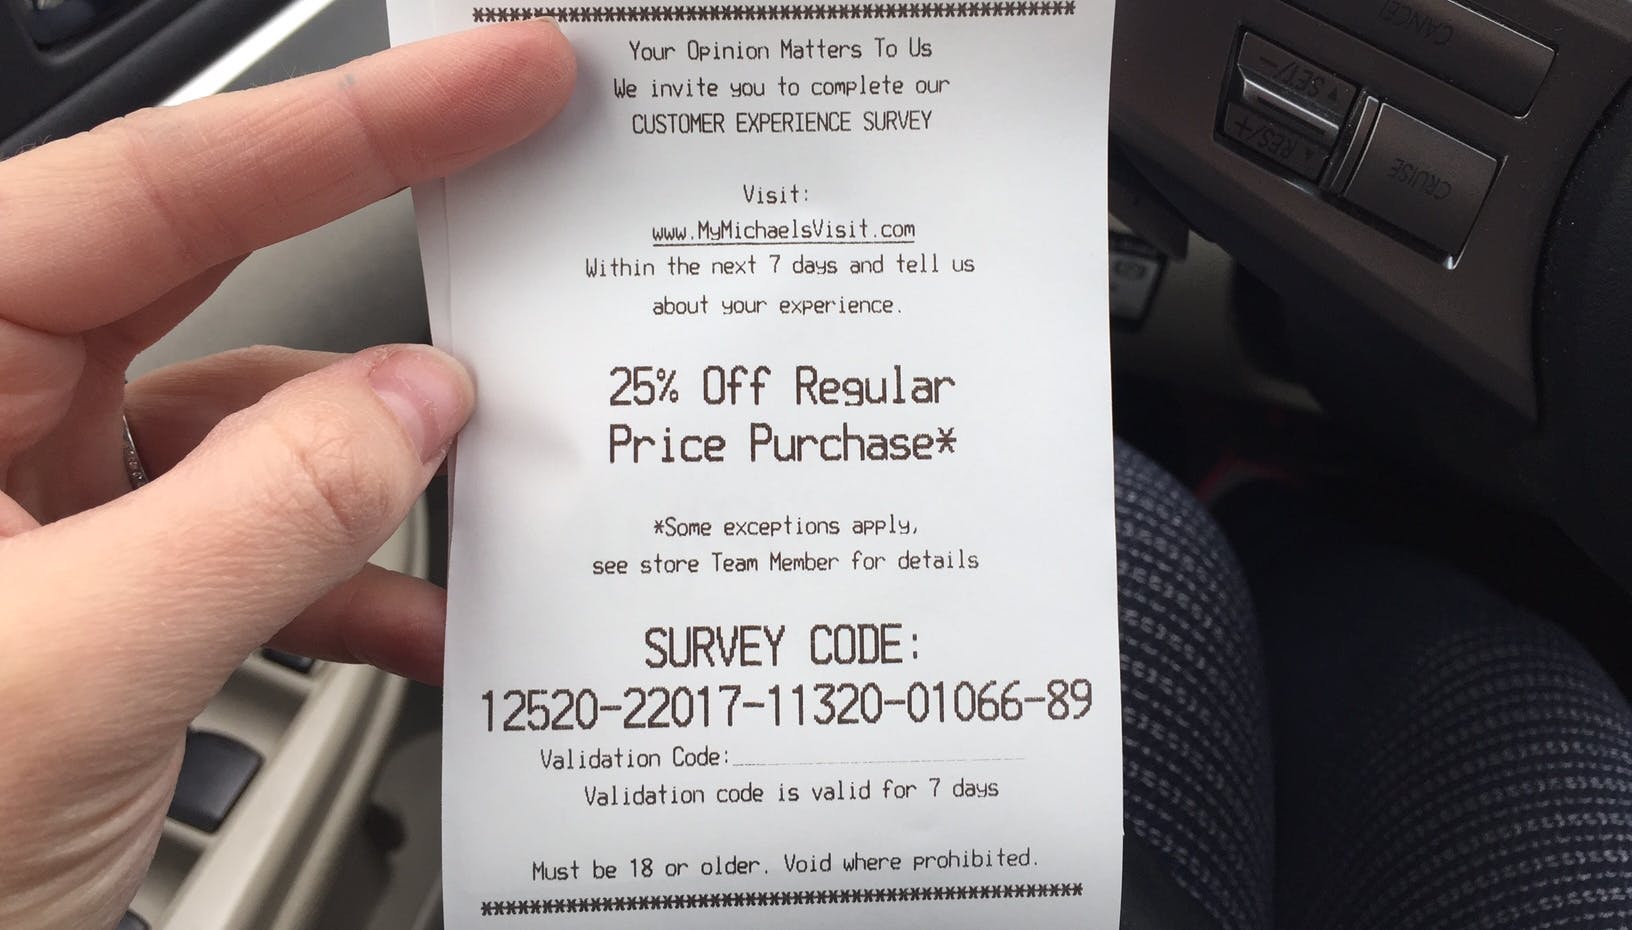 ************************************************************
Your Opinion Matters To Us
We invite you to complete our
CUSTOMER EXPERIENCE SURVEY
Visit:
www.MyMichaelsVisit.com
Within the next 7 days and tell us
about your experience.
25% Off Regular
Price Purchase*
*Some exceptions apply,
see store Team Member for details
SURVEY CODE:
12520-22017-11320-01066-89
Validation Code:
Validation code is valid for 7 days
Must be 18 or older. Void where prohibited.
************************************************************
CANCEL
SET/-
RES/+
CRUISE